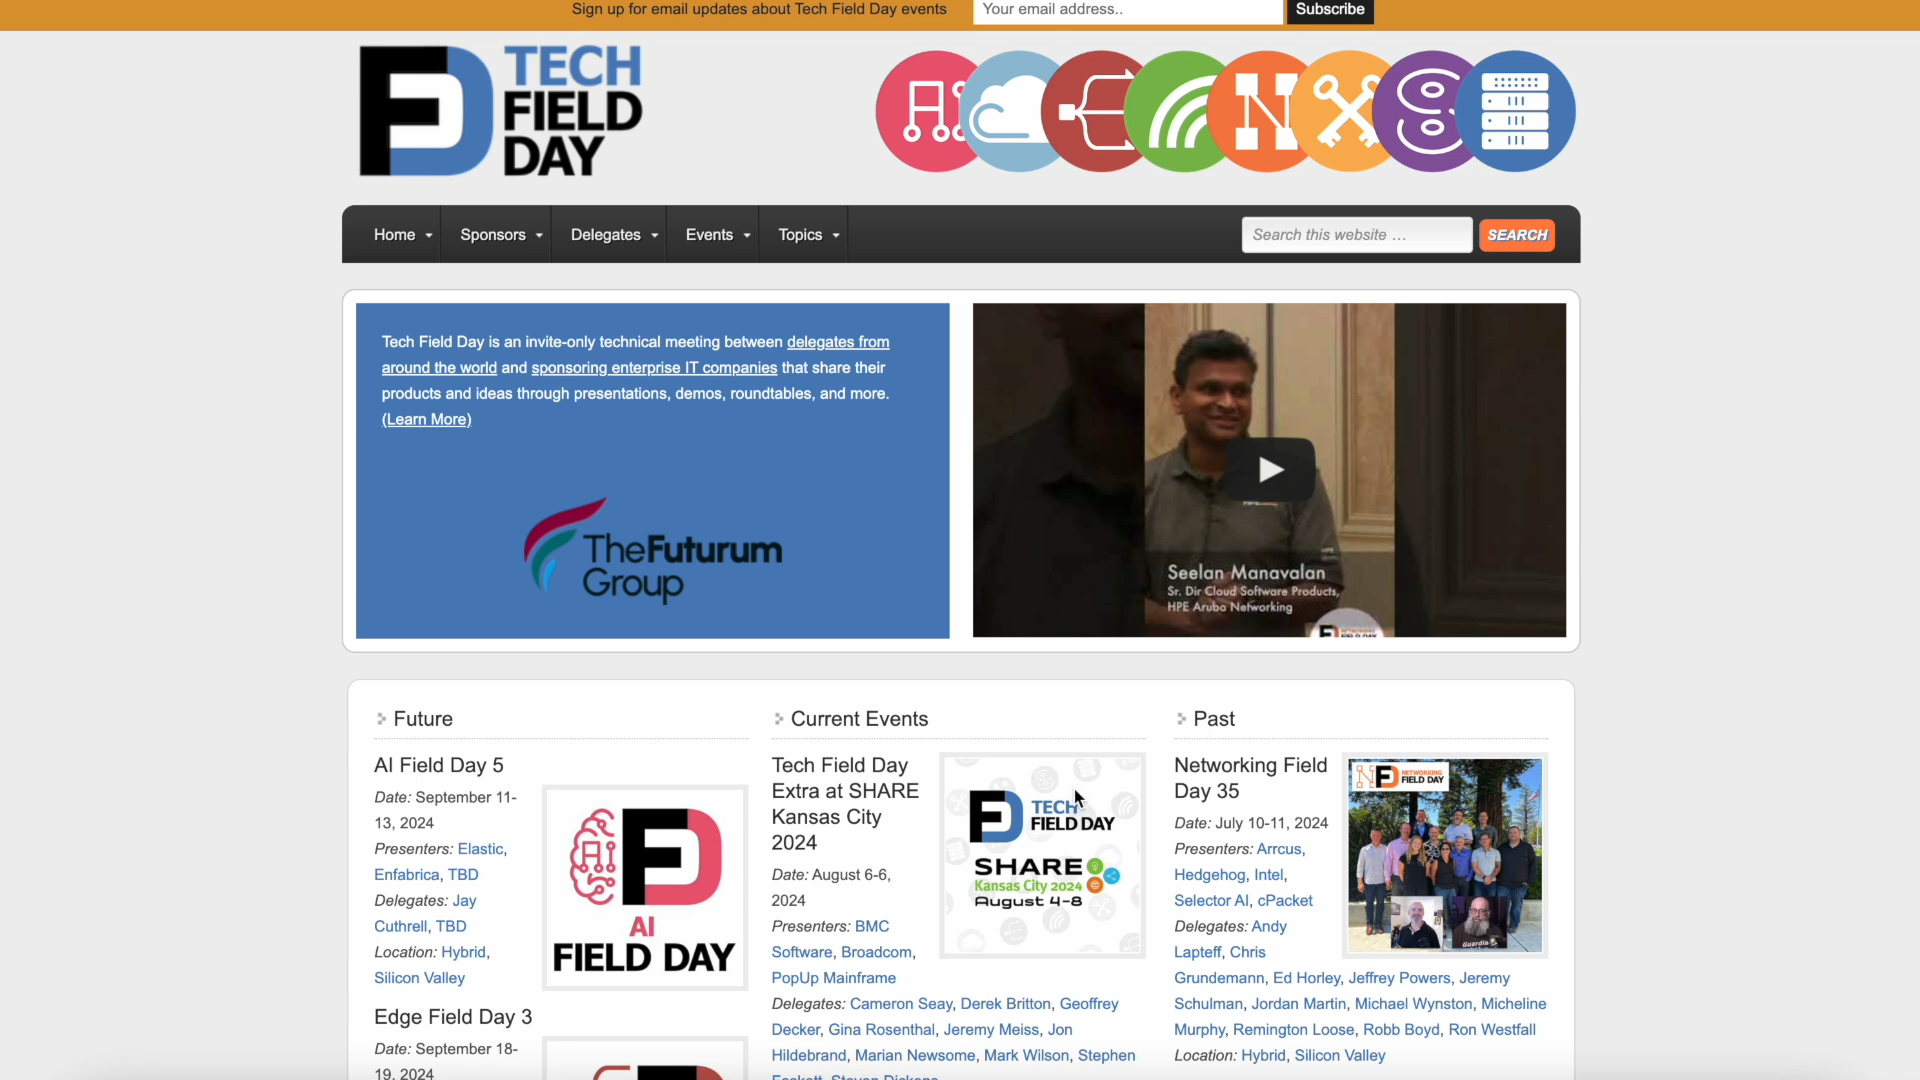 Sign up for email updates about Tech Field Day events
Your email address..
Subscribe
TECH
FIELD
DAY
Home
Sponsors
Delegates
Events
Topics
Search this website ...
SEARCH
Tech Field Day is an invite-only technical meeting between delegates from
around the world and sponsoring enterprise IT companies that share their
products and ideas through presentations, demos, roundtables, and more.
(Learn More)
TheFuturum
Group
Seelan Manavalan
Sr. Dir Cloud Software Products,
HPE Aruba Networking
Future
AI Field Day 5
Date: September 11-
13, 2024
Presenters: Elastic,
Enfabrica, TBD
Delegates: Jay
Cuthrell, TBD
Location: Hybrid,
Silicon Valley
AI
AI
FIELD DAY
Edge Field Day 3
Date: September 18-
19, 2024
Current Events
Tech Field Day
Extra at SHARE
Kansas City
2024
Date: August 6-6,
2024
Presenters: BMC
Software, Broadcom,
PopUp Mainframe
Delegates: Cameron Seay, Derek Britton, Geoffrey
Decker, Gina Rosenthal, Jeremy Meiss, Jon
Hildebrand, Marian Newsome, Mark Wilson, Stephen
Foskett, Steven Dickens
TECH
FIELD DAY
SHARE
Kansas City 2024
August 4-8
Past
Networking Field
Day 35
Date: July 10-11, 2024
Presenters: Arrcus,
Hedgehog, Intel,
Selector AI, cPacket
Delegates: Andy
Lapteff, Chris
Grundemann, Ed Horley, Jeffrey Powers, Jeremy
Schulman, Jordan Martin, Michael Wynston, Micheline
Murphy, Remington Loose, Robb Boyd, Ron Westfall
Location: Hybrid, Silicon Valley
NETWORKING
FIELD DAY